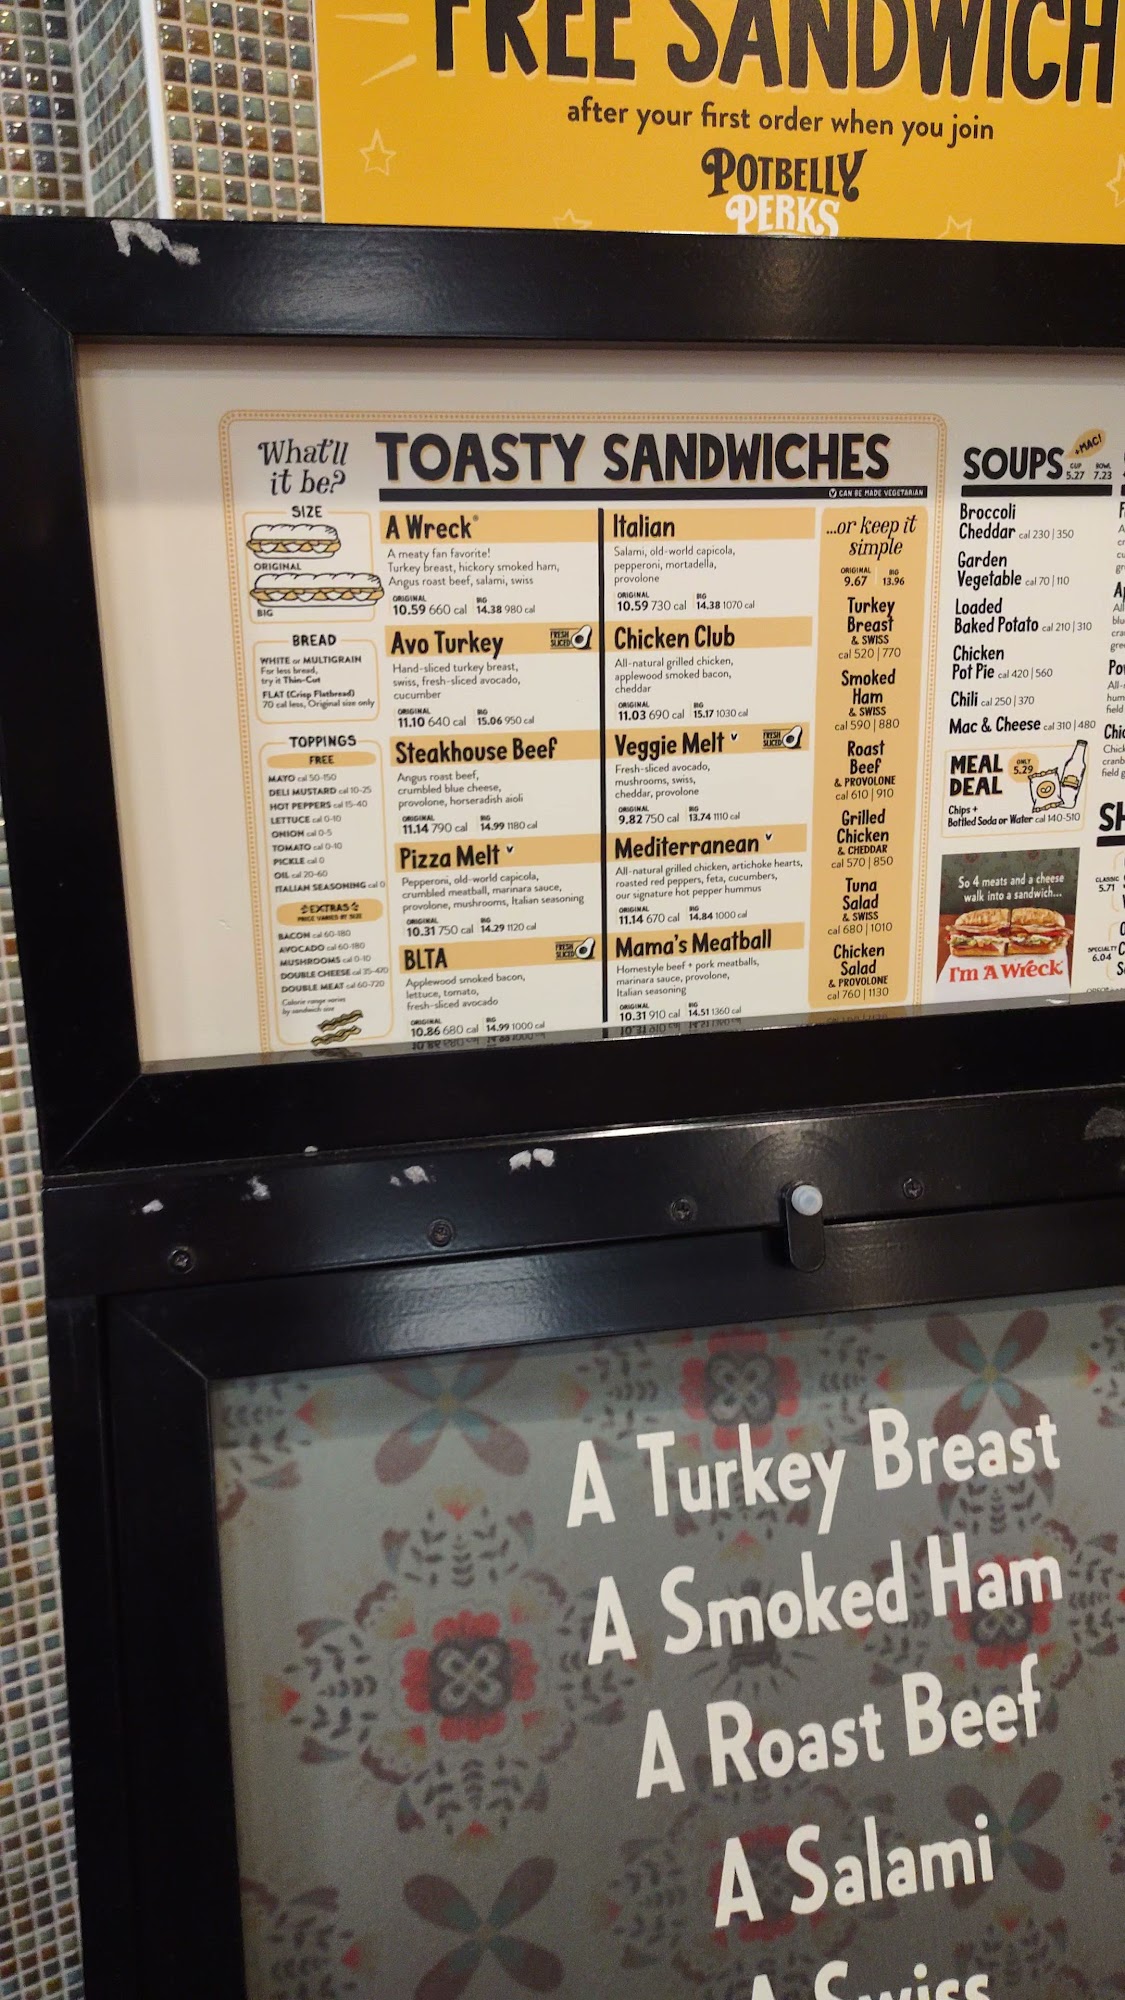 FREE SANDWICH
after your first order when you join
POTBELLY
PERKS
What'll
it be?
SIZE
ORIGINAL
BIG
BREAD
WHITE or MULTIGRAIN
For less bread,
try it Thin-Cut
FLAT (Crisp Flatbread)
70 cal less, Original size only
TOPPINGS
FREE
MAYO cal 50-150
DELI MUSTARD cal 10-25
HOT PEPPERS cal 15-40
LETTUCE cal 0-10
ONION cal 0-5
TOMATO cal 0-10
PICKLE cal 0
OIL cal 20-60
ITALIAN SEASONING cal 0
EXTRAS
PRICE VARIES BY SIZE
BACON cal 60-180
AVOCADO cal 60-180
MUSHROOMS cal 0-10
DOUBLE CHEESE cal 35-420
DOUBLE MEAT cal 60-720
Calorie range varies
by sandwich size
TOASTY SANDWICHES
CAN BE MADE VEGETARIAN
A Wreck®
A meaty fan favorite!
Turkey breast, hickory smoked ham,
Angus roast beef, salami, swiss
ORIGINAL BIG
10.59 660 cal 14.38 980 cal
Avo Turkey
FRESH
SLICED
Hand-sliced turkey breast,
swiss, fresh-sliced avocado,
cucumber
ORIGINAL BIG
11.10 640 cal 15.06 950 cal
Steakhouse Beef
Angus roast beef,
crumbled blue cheese,
provolone, horseradish aioli
ORIGINAL BIG
11.14 790 cal 14.99 1180 cal
Pizza Melt
Pepperoni, old-world capicola,
crumbled meatball, marinara sauce,
provolone, mushrooms, Italian seasoning
ORIGINAL BIG
10.31 750 cal 14.29 1120 cal
BLTA
FRESH
SLICED
Applewood smoked bacon,
lettuce, tomato,
fresh-sliced avocado
ORIGINAL BIG
10.86 680 cal 14.99 1000 cal
Italian
Salami, old-world capicola,
pepperoni, mortadella,
provolone
ORIGINAL BIG
10.59 730 cal 14.38 1070 cal
Chicken Club
All-natural grilled chicken,
applewood smoked bacon,
cheddar
ORIGINAL BIG
11.03 690 cal 15.17 1030 cal
Veggie Melt
FRESH
SLICED
Fresh-sliced avocado,
mushrooms, swiss,
cheddar, provolone
ORIGINAL BIG
9.82 750 cal 13.74 1110 cal
Mediterranean
All-natural grilled chicken, artichoke hearts,
roasted red peppers, feta, cucumbers,
our signature hot pepper hummus
ORIGINAL BIG
11.14 670 cal 14.84 1000 cal
Mama's Meatball
Homestyle beef + pork meatballs,
marinara sauce, provolone,
Italian seasoning
ORIGINAL BIG
10.31 910 cal 14.51 1360 cal
...or keep it
simple
ORIGINAL BIG
9.67 13.96
Turkey
Breast
& SWISS
cal 520|770
Smoked
Ham
& SWISS
cal 590|880
Roast
Beef
& PROVOLONE
cal 610|910
Grilled
Chicken
& CHEDDAR
cal 570|850
Tuna
Salad
& SWISS
cal 680|1010
Chicken
Salad
& PROVOLONE
cal 760|1130
SOUPS +MAC!
CUP BOWL
5.27 7.23
Broccoli
Cheddar cal 230|350
Garden
Vegetable cal 70|110
Loaded
Baked Potato cal 210|310
Chicken
Pot Pie cal 420|560
Chili cal 250|370
Mac & Cheese cal 310|480
MEAL
DEAL
ONLY
5.29
Chips +
Bottled Soda or Water cal 140-510
So 4 meats and a cheese
walk into a sandwich...
I'm A Wreck
CLASSIC
5.71
SPECIALTY
6.04
A Turkey Breast
A Smoked Ham
A Roast Beef
A Salami
A Swiss